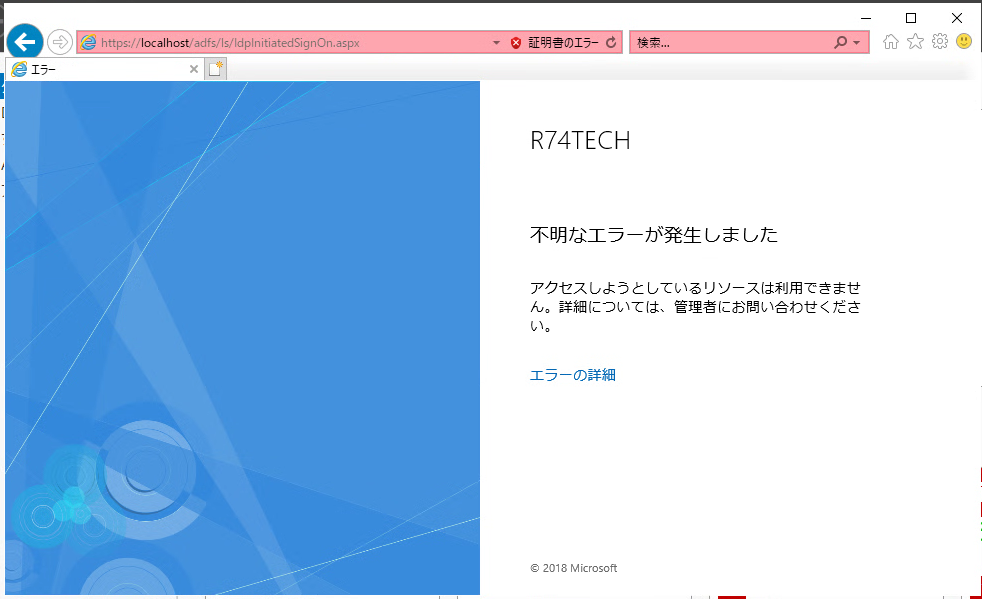 https://localhost/adfs/ls/IdpInitiatedSignOn.aspx
証明書のエラー
検索...
エラー
R74TECH
不明なエラーが発生しました
アクセスしようとしているリソースは利用できませ
ん。詳細については、管理者にお問い合わせくださ
い。
エラーの詳細
© 2018 Microsoft